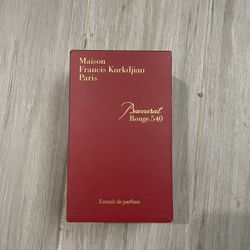 Maison
Francis Kurkdjian
Paris
Baccarat
Rouge 540
Extrait de parfum